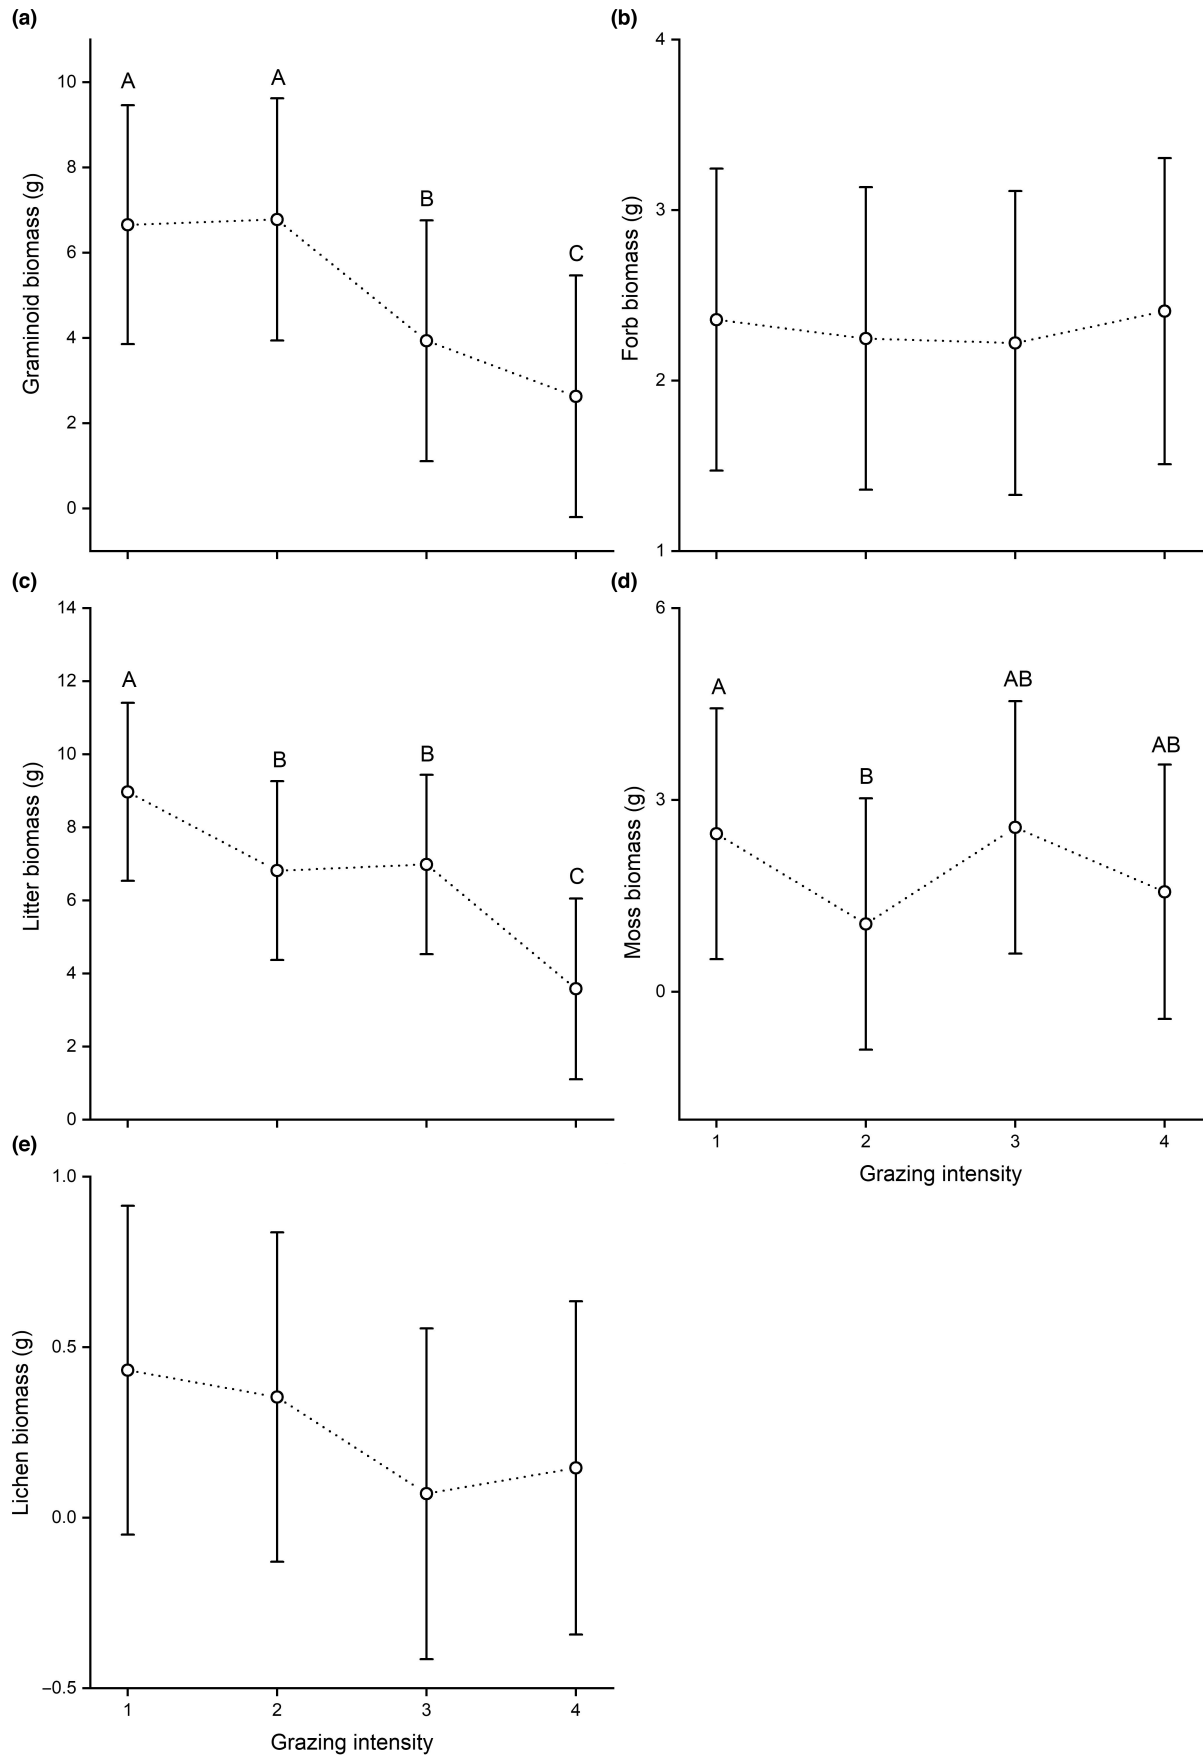 (a)
Graminoid biomass (g)
10
8
6
4
2
0
A
A
B
C
(b)
Forb biomass (g)
4
3
2
1
(c)
Litter biomass (g)
14
12
10
8
6
4
2
0
A
B
B
C
(d)
Moss biomass (g)
6
3
0
A
B
AB
AB
1 2 3 4
Grazing intensity
(e)
Lichen biomass (g)
1.0
0.5
0.0
−0.5
1 2 3 4
Grazing intensity